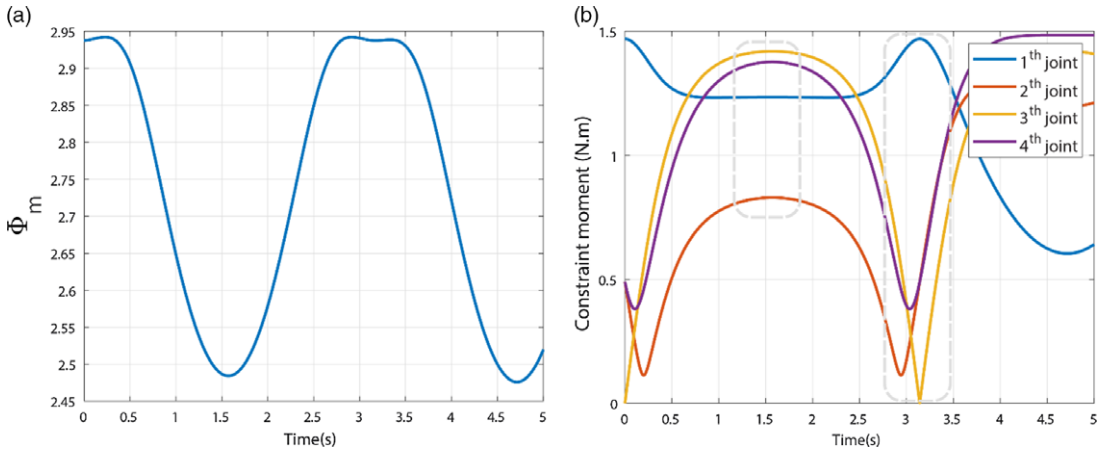 (a)
2.95
2.9
2.85
2.8
2.75
2.7
2.65
2.6
2.55
2.5
2.45
Φm
0 0.5 1 1.5 2 2.5 3 3.5 4 4.5 5
Time(s)
(b)
1.5
1
0.5
0
Constraint moment (N.m)
0 0.5 1 1.5 2 2.5 3 3.5 4 4.5 5
Time(s)
1th joint
2th joint
3th joint
4th joint